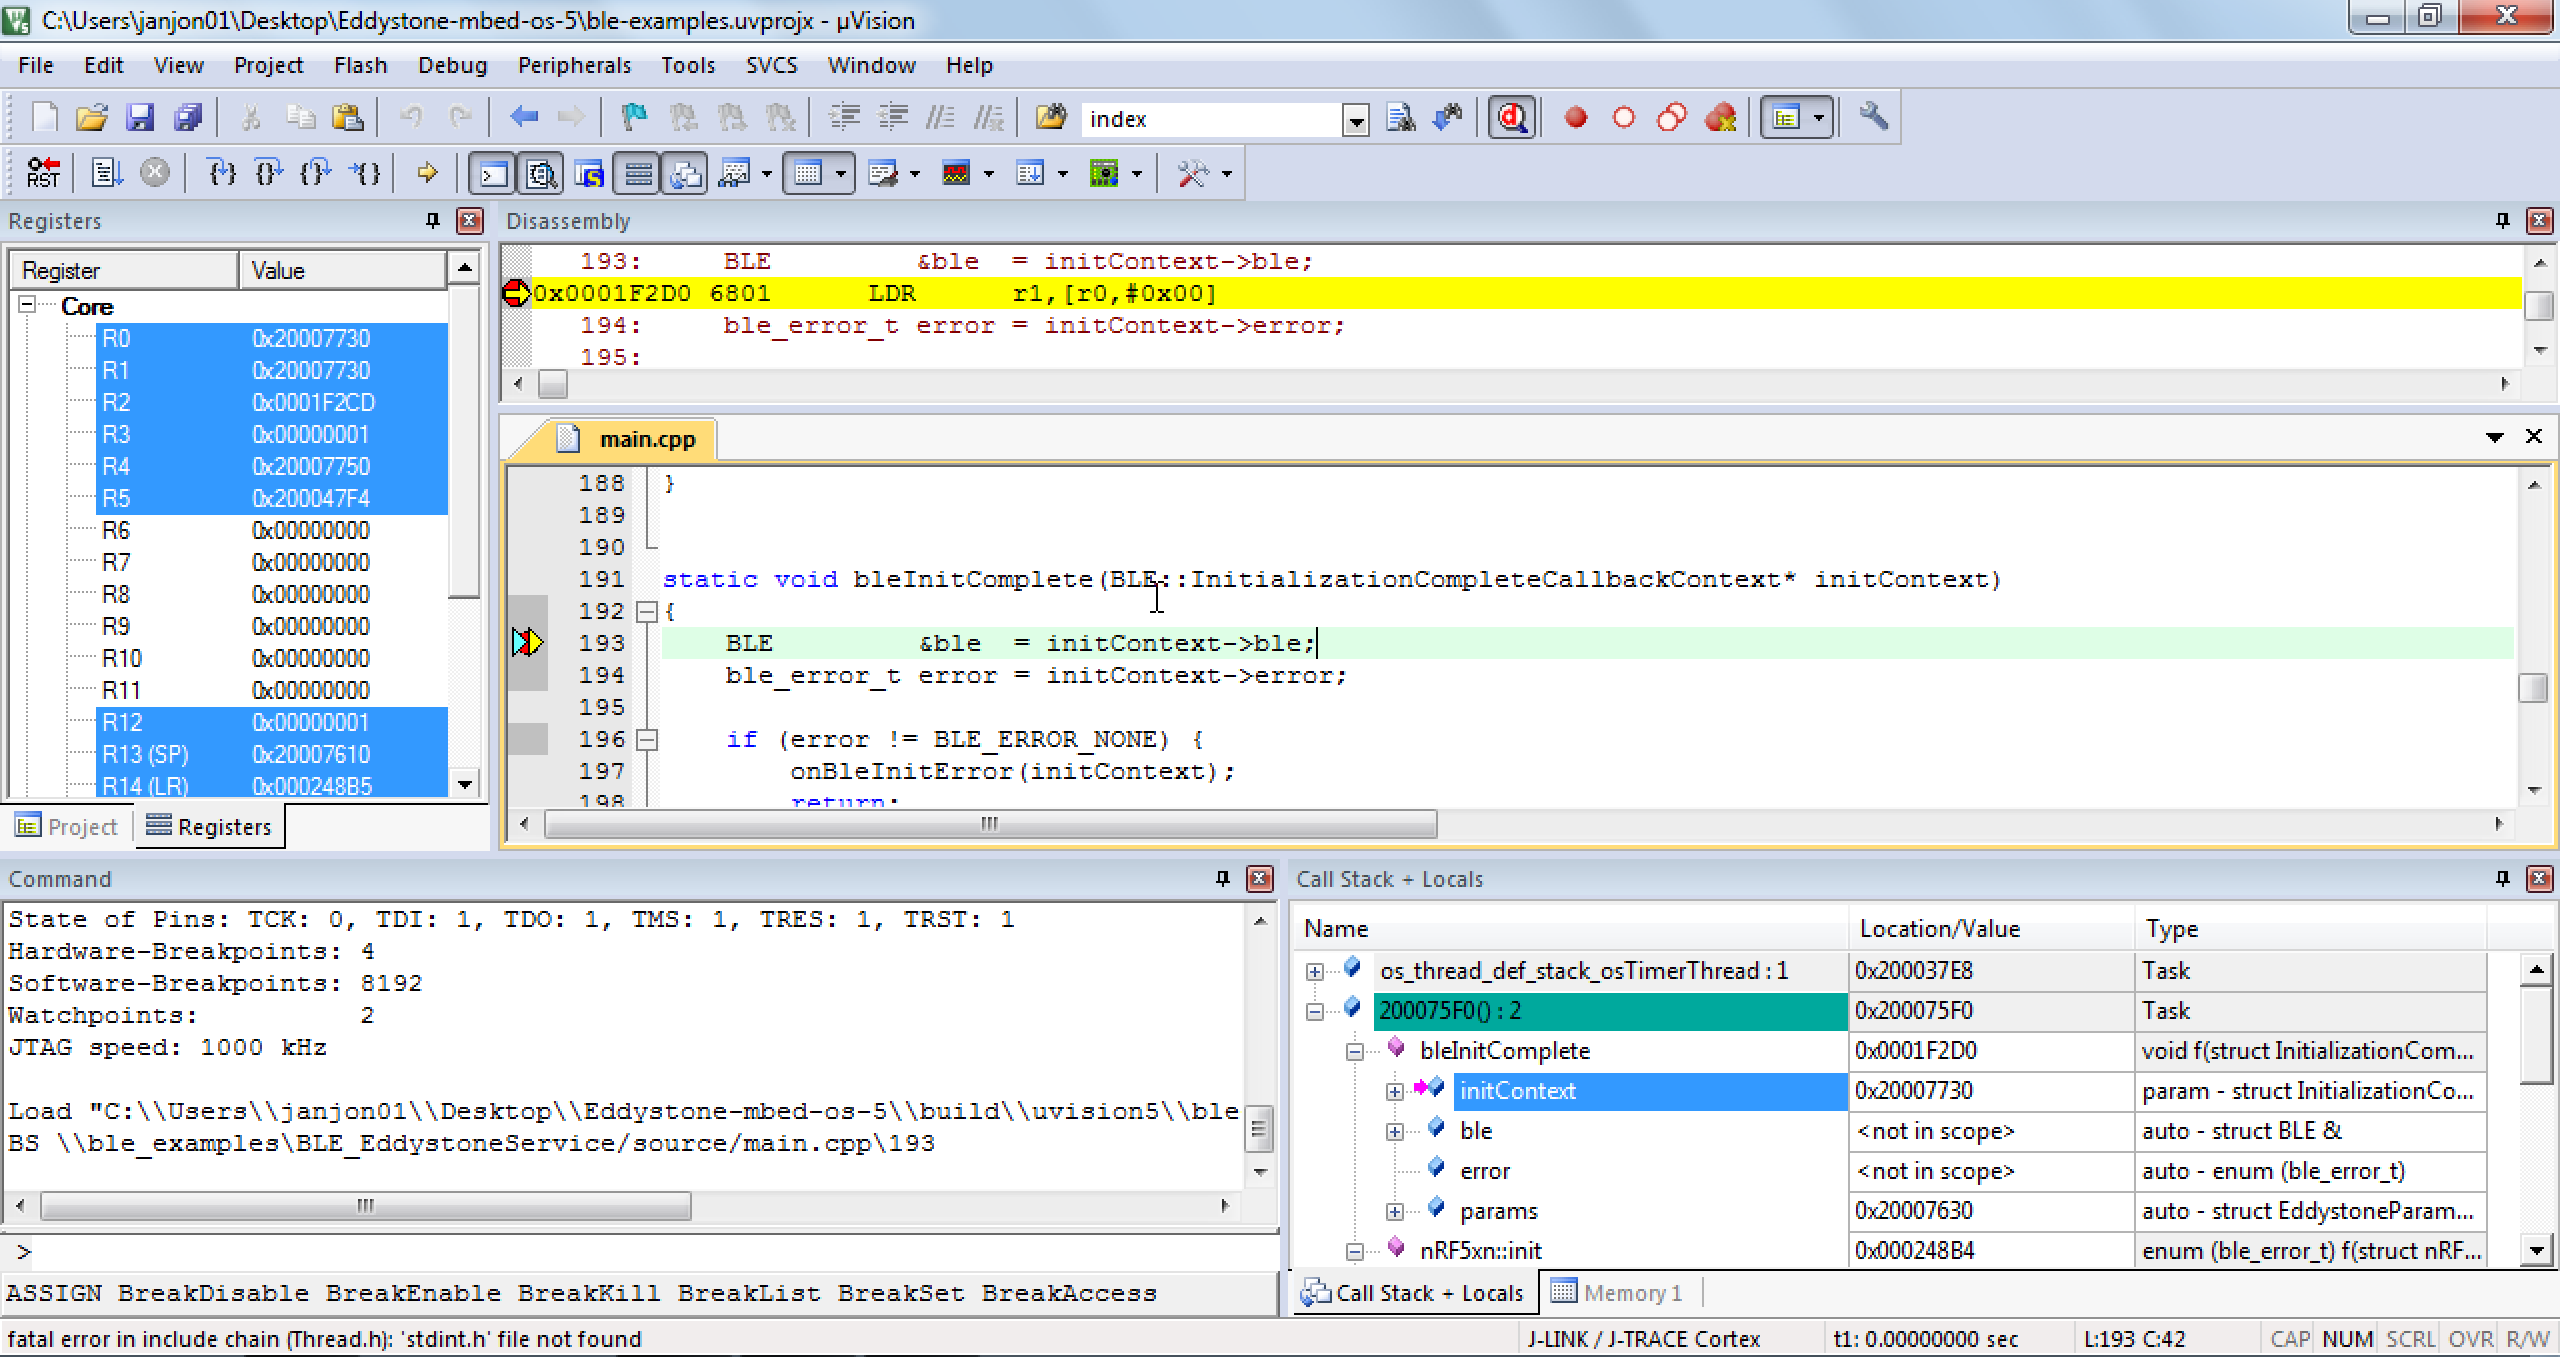 C:\Users\janjon01\Desktop\Eddystone-mbed-os-5\ble-examples.uvprojx - µVision
File Edit View Project Flash Debug Peripherals Tools SVCS Window Help
index
RST
Registers
Register Value
Core
R0 0x20007730
R1 0x20007730
R2 0x0001F2CD
R3 0x00000001
R4 0x20007750
R5 0x200047F4
R6 0x00000000
R7 0x00000000
R8 0x00000000
R9 0x00000000
R10 0x00000000
R11 0x00000000
R12 0x00000001
R13 (SP) 0x20007610
R14 (LR) 0x000248B5
Project Registers
Disassembly
193: BLE &ble = initContext->ble;
0x0001F2D0 6801 LDR r1,[r0,#0x00]
194: ble_error_t error = initContext->error;
195:
main.cpp
188 }
189
190
191 static void bleInitComplete(BLE::InitializationCompleteCallbackContext* initContext)
192 {
193 BLE &ble = initContext->ble;
194 ble_error_t error = initContext->error;
195
196 if (error != BLE_ERROR_NONE) {
197 onBleInitError(initContext);
198 return;
Command
State of Pins: TCK: 0, TDI: 1, TDO: 1, TMS: 1, TRES: 1, TRST: 1
Hardware-Breakpoints: 4
Software-Breakpoints: 8192
Watchpoints: 2
JTAG speed: 1000 kHz
Load "C:\\Users\\janjon01\\Desktop\\Eddystone-mbed-os-5\\build\\uvision5\\ble
BS \\ble_examples\BLE_EddystoneService/source/main.cpp\193
>
ASSIGN BreakDisable BreakEnable BreakKill BreakList BreakSet BreakAccess
Call Stack + Locals
Name Location/Value Type
os_thread_def_stack_osTimerThread : 1 0x200037E8 Task
200075F0() : 2 0x200075F0 Task
bleInitComplete 0x0001F2D0 void f(struct InitializationCom...
initContext 0x20007730 param - struct InitializationCo...
ble <not in scope> auto - struct BLE &
error <not in scope> auto - enum (ble_error_t)
params 0x20007630 auto - struct EddystoneParam...
nRF5xn::init 0x000248B4 enum (ble_error_t) f(struct nRF...
Call Stack + Locals Memory 1
fatal error in include chain (Thread.h): 'stdint.h' file not found J-LINK / J-TRACE Cortex t1: 0.00000000 sec L:193 C:42 CAP NUM SCRL OVR R/W